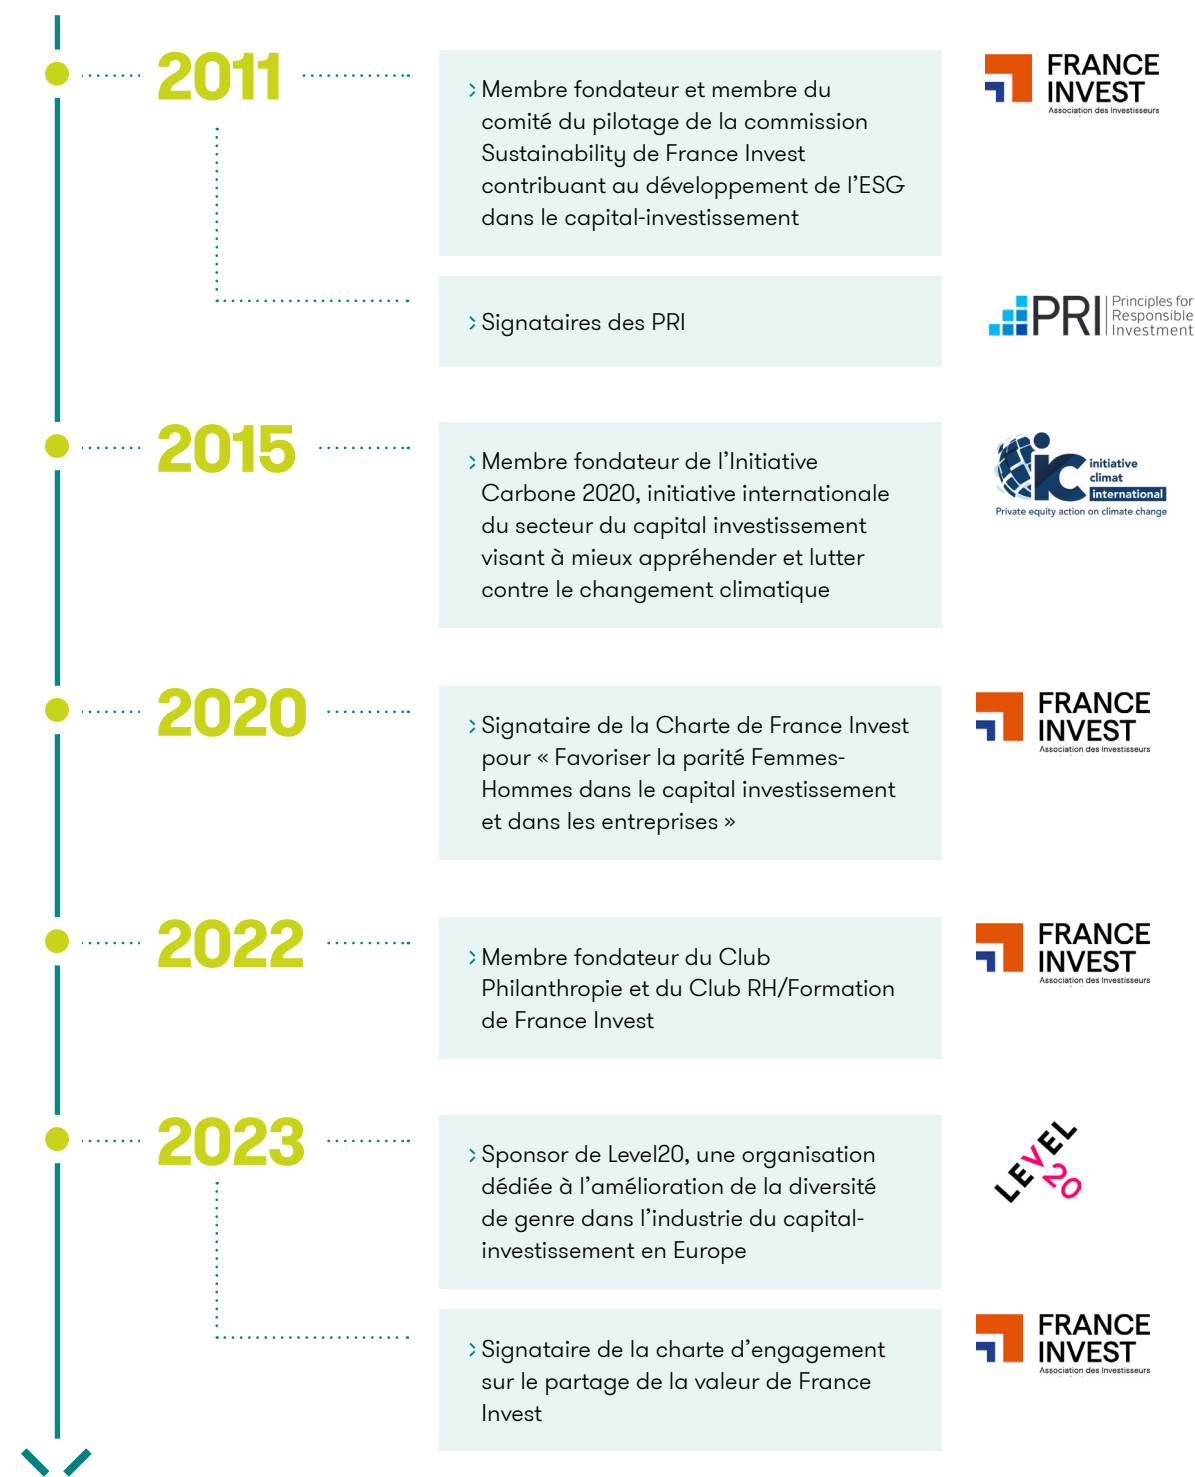 2011
› Membre fondateur et membre du
comité du pilotage de la commission
Sustainability de France Invest
contribuant au développement de l’ESG
dans le capital-investissement
FRANCE
INVEST
Association des Investisseurs
› Signataires des PRI
PRI
Principles for
Responsible
Investment
2015
› Membre fondateur de l’Initiative
Carbone 2020, initiative internationale
du secteur du capital investissement
visant à mieux appréhender et lutter
contre le changement climatique
ic
initiative
climat
international
Private equity action on climate change
2020
› Signataire de la Charte de France Invest
pour « Favoriser la parité Femmes-
Hommes dans le capital investissement
et dans les entreprises »
FRANCE
INVEST
Association des Investisseurs
2022
› Membre fondateur du Club
Philanthropie et du Club RH/Formation
de France Invest
FRANCE
INVEST
Association des Investisseurs
2023
› Sponsor de Level20, une organisation
dédiée à l’amélioration de la diversité
de genre dans l’industrie du capital-
investissement en Europe
LEVEL
20
› Signataire de la charte d’engagement
sur le partage de la valeur de France
Invest
FRANCE
INVEST
Association des Investisseurs